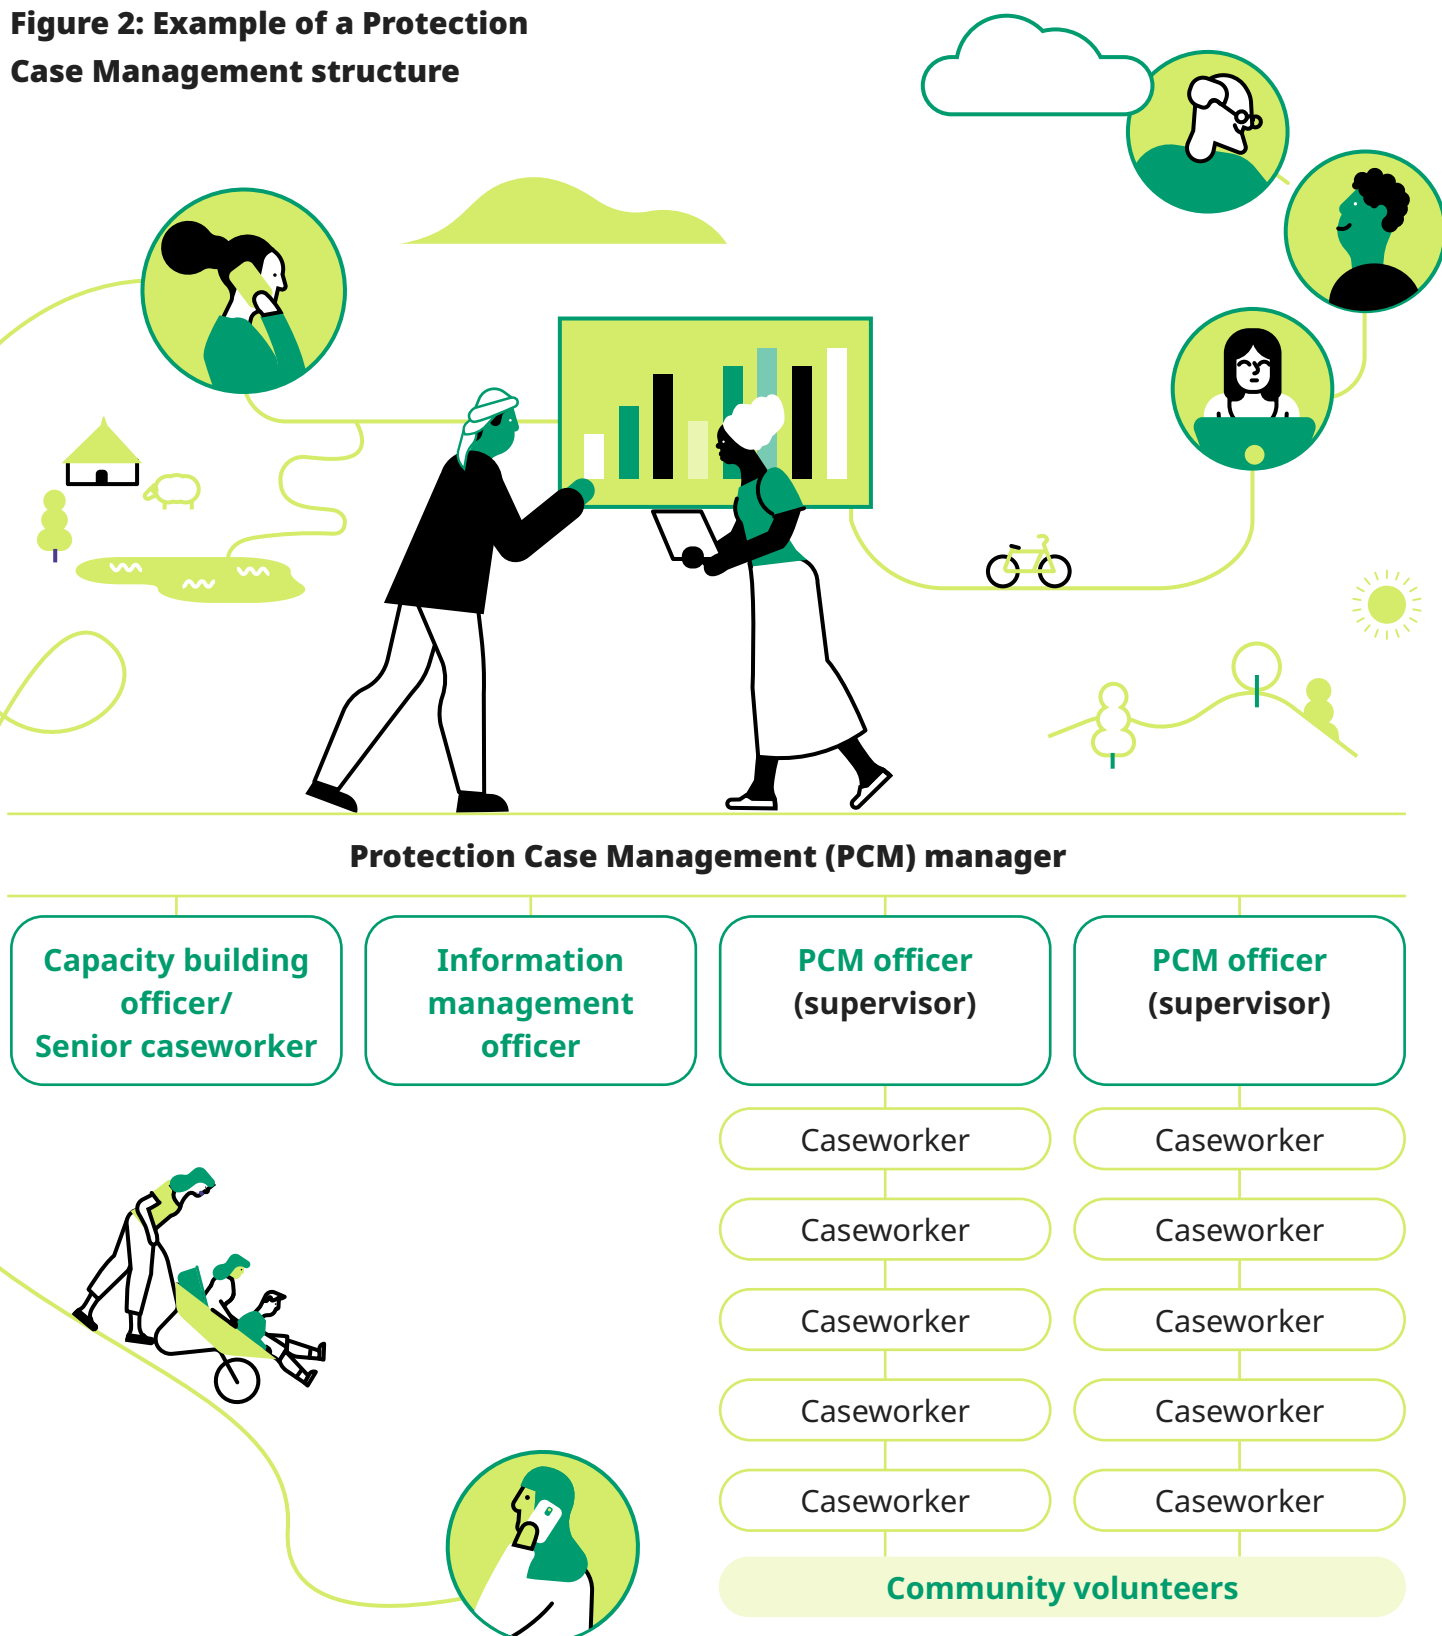 Figure 2: Example of a Protection
Case Management structure
Protection Case Management (PCM) manager
Capacity building
officer/
Senior caseworker
Information
management
officer
PCM officer
(supervisor)
PCM officer
(supervisor)
Caseworker
Caseworker
Caseworker
Caseworker
Caseworker
Caseworker
Caseworker
Caseworker
Caseworker
Caseworker
Community volunteers